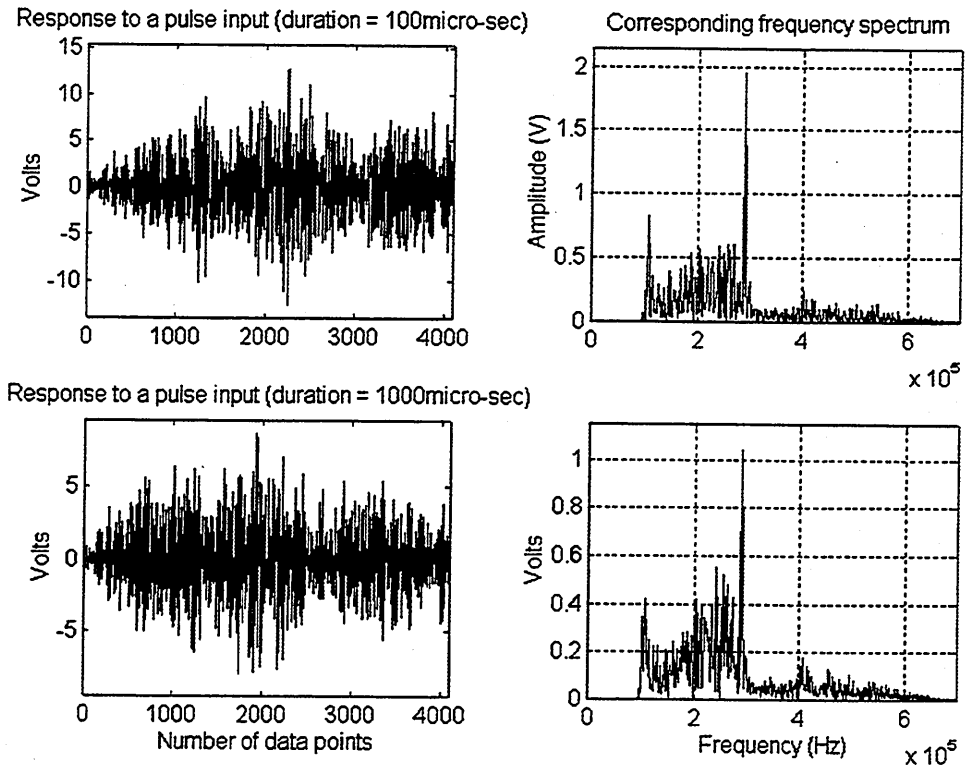 Response to a pulse input (duration = 100micro-sec)
15
10
5
0
-5
-10
Volts
0 1000 2000 3000 4000
Corresponding frequency spectrum
2
1.5
1
0.5
0
Amplitude (V)
0 2 4 6
x 10^5
Response to a pulse input (duration = 1000micro-sec)
5
0
-5
Volts
0 1000 2000 3000 4000
Number of data points
1
0.8
0.6
0.4
0.2
0
Volts
0 2 4 6
Frequency (Hz)
x 10^5